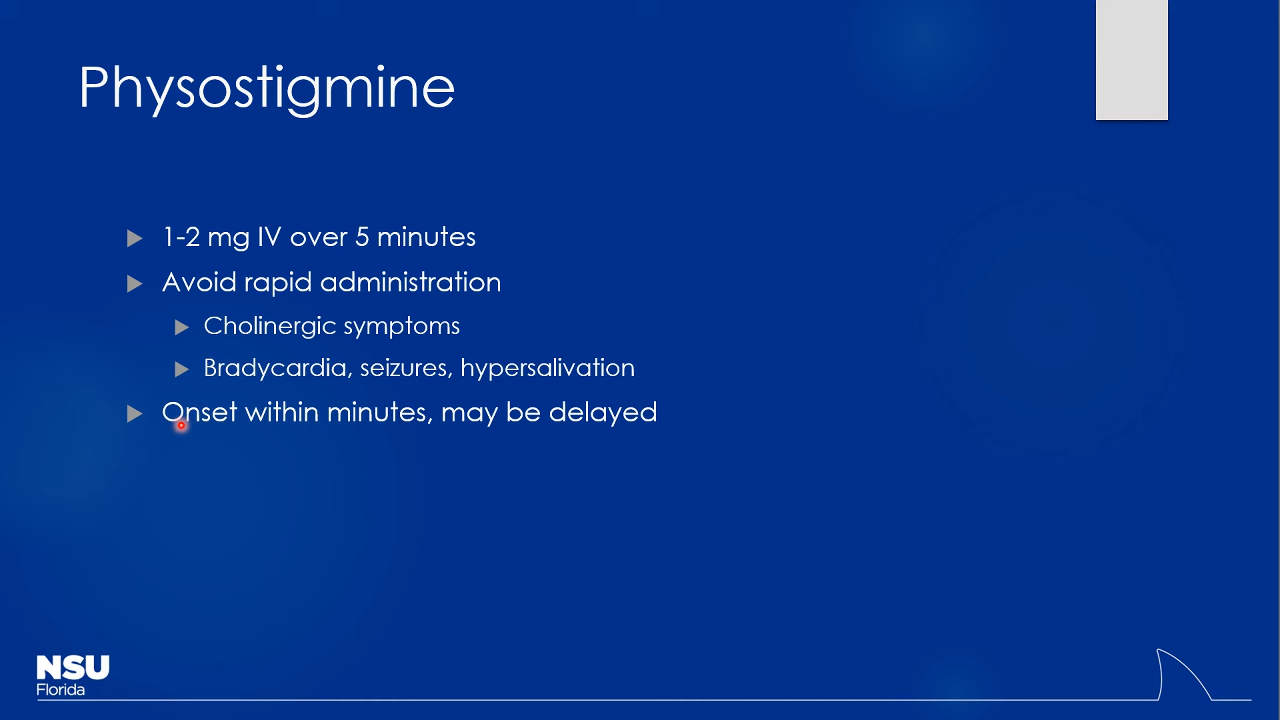 Physostigmine
1-2 mg IV over 5 minutes
Avoid rapid administration
Cholinergic symptoms
Bradycardia, seizures, hypersalivation
Onset within minutes, may be delayed
NSU
Florida